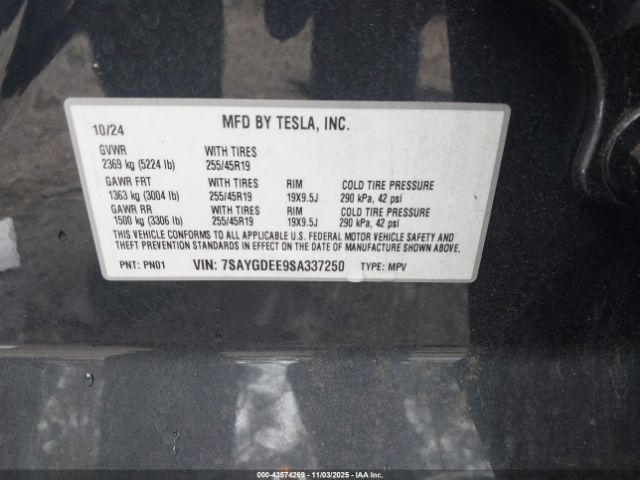 10/24 MFD BY TESLA, INC.
GVWR WITH TIRES
2369 kg (5224 lb) 255/45R19
GAWR FRT WITH TIRES RIM COLD TIRE PRESSURE
1363 kg (3004 lb) 255/45R19 19X9.5J 290 kPa, 42 psi
GAWR RR WITH TIRES RIM COLD TIRE PRESSURE
1500 kg (3306 lb) 255/45R19 19X9.5J 290 kPa, 42 psi
THIS VEHICLE CONFORMS TO ALL APPLICABLE U.S. FEDERAL MOTOR VEHICLE SAFETY AND
THEFT PREVENTION STANDARDS IN EFFECT ON THE DATE OF MANUFACTURE SHOWN ABOVE.
PNT: PN01 VIN: 7SAYGDEE9SA337250 TYPE: MPV
© IAA - 43574269 - 11/03/2025 - IAAI.COM